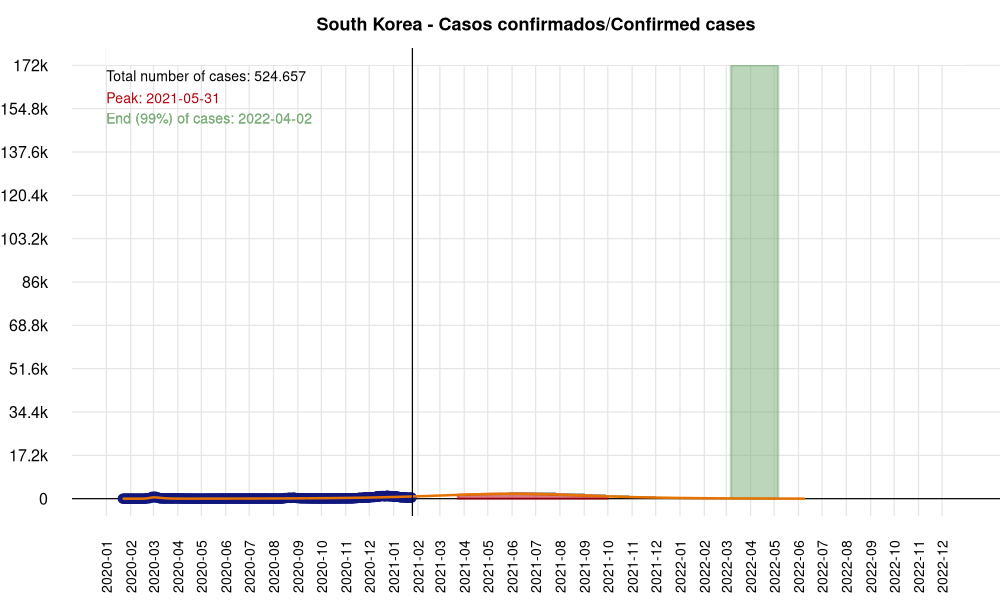 South Korea - Casos confirmados/Confirmed cases
Total number of cases: 524.657
Peak: 2021-05-31
End (99%) of cases: 2022-04-02
172k
154.8k
137.6k
120.4k
103.2k
86k
68.8k
51.6k
34.4k
17.2k
0
2020-01
2020-02
2020-03
2020-04
2020-05
2020-06
2020-07
2020-08
2020-09
2020-10
2020-11
2020-12
2021-01
2021-02
2021-03
2021-04
2021-05
2021-06
2021-07
2021-08
2021-09
2021-10
2021-11
2021-12
2022-01
2022-02
2022-03
2022-04
2022-05
2022-06
2022-07
2022-08
2022-09
2022-10
2022-11
2022-12